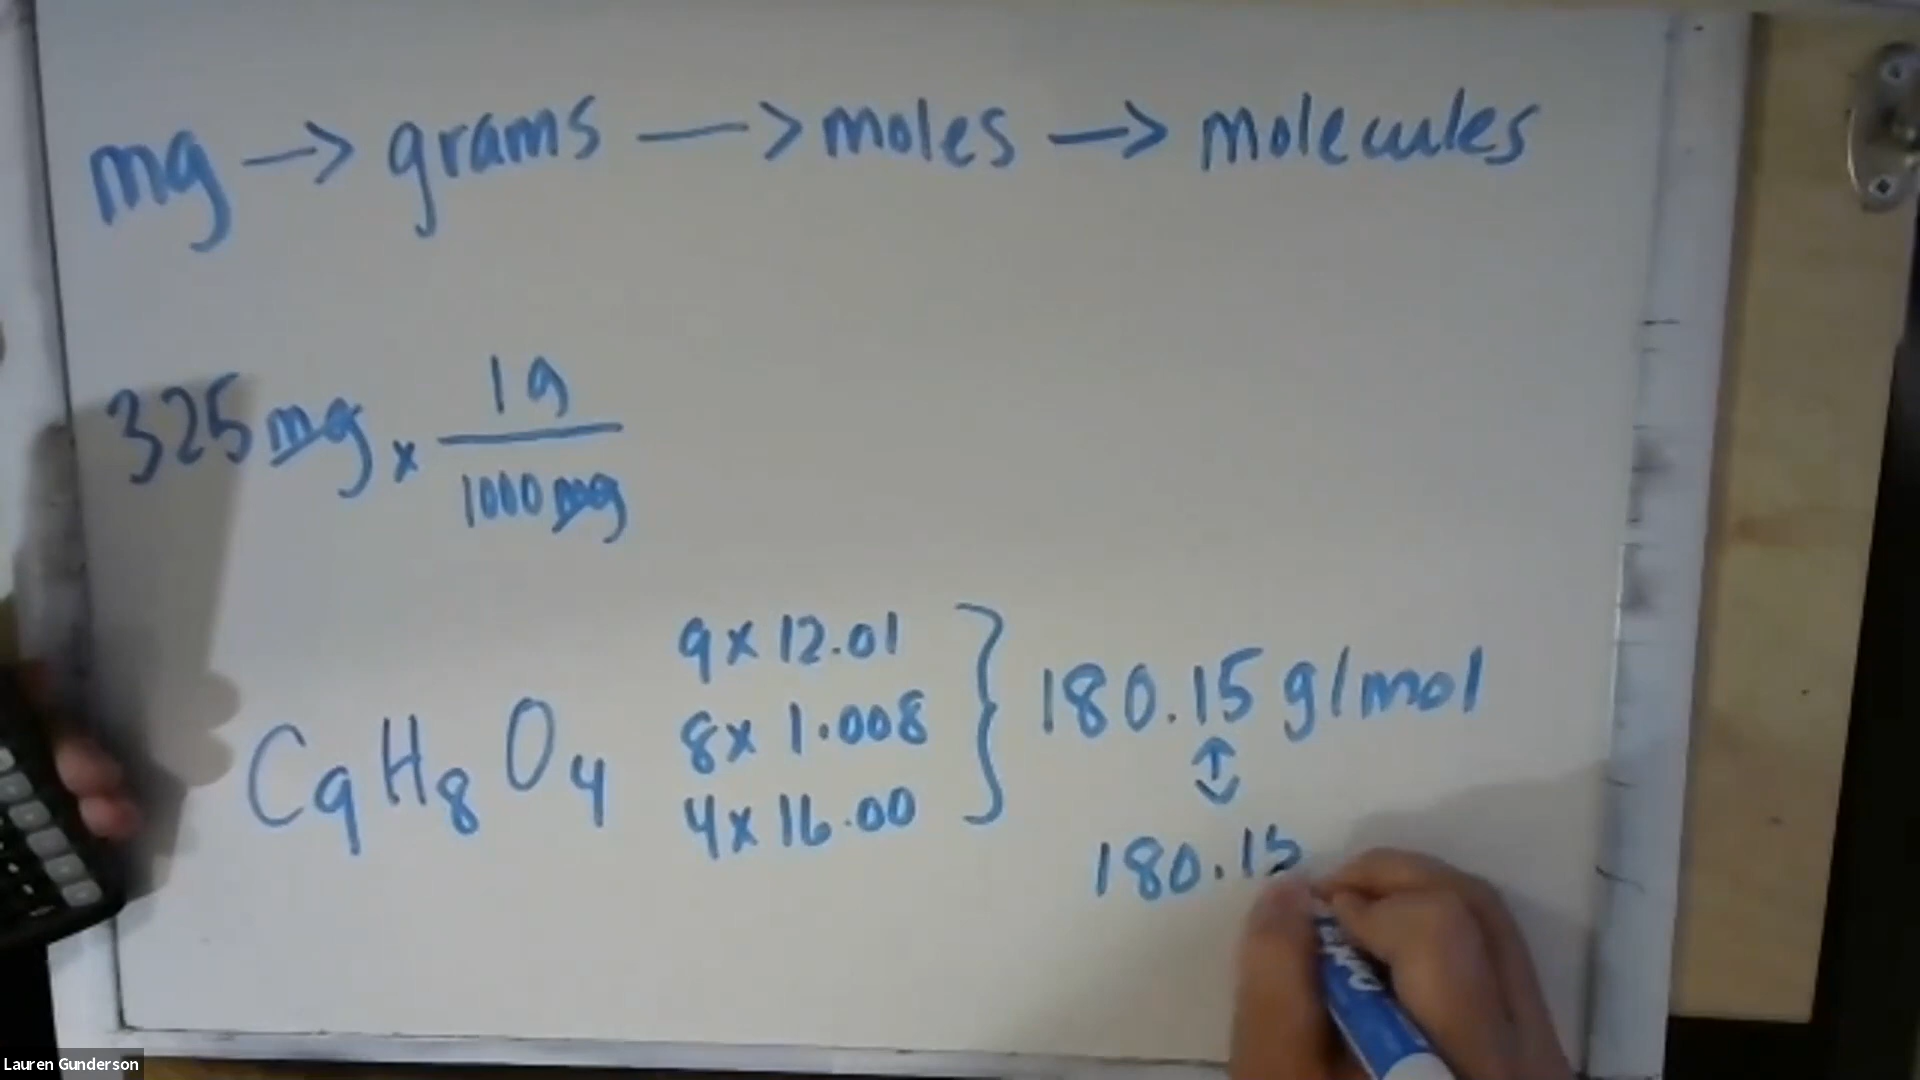 mg → grams → moles → molecules
325 mg x 1g / 1000 mg
9 x 12.01
8 x 1.008
4 x 16.00
C9H8O4
180.15 g/mol
180.15
Lauren Gunderson